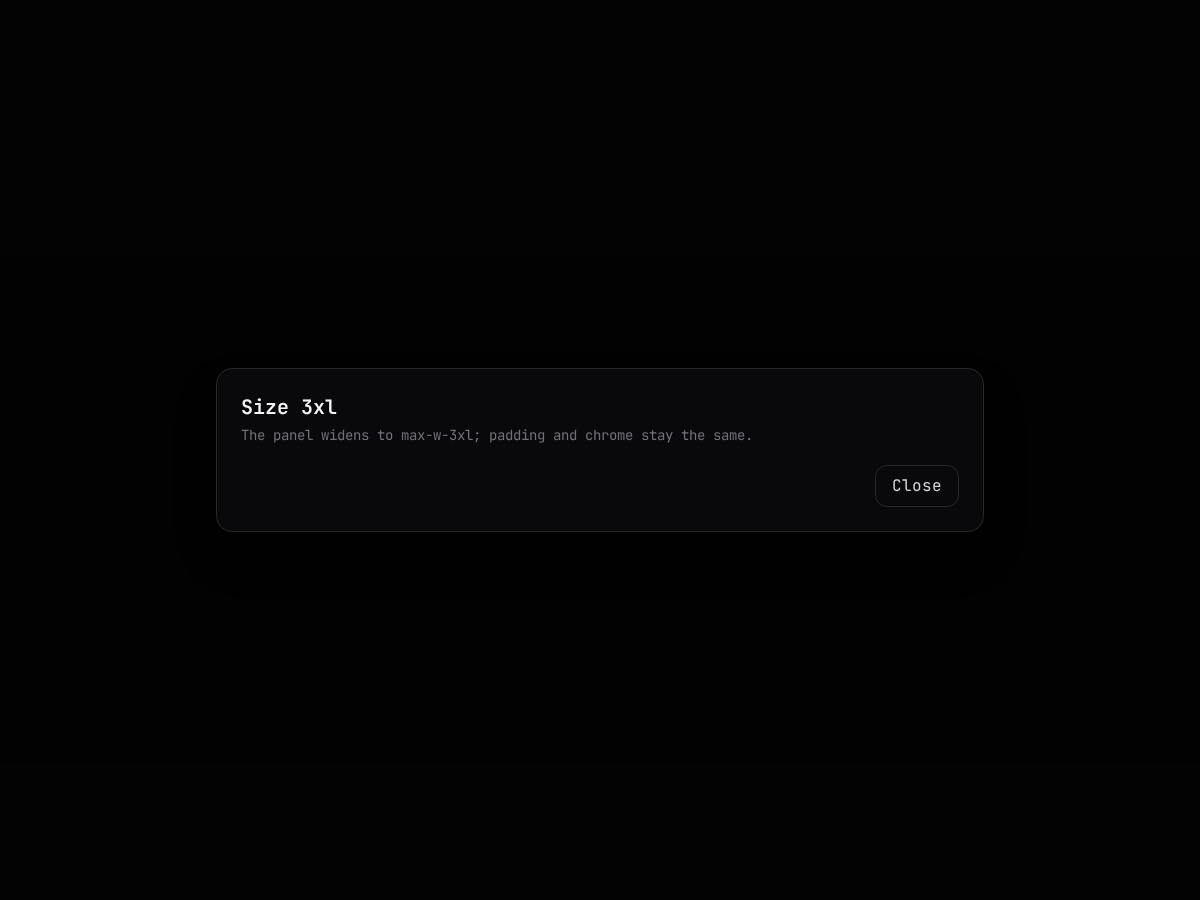 Size 3xl
The panel widens to max-w-3xl; padding and chrome stay the same.
Close